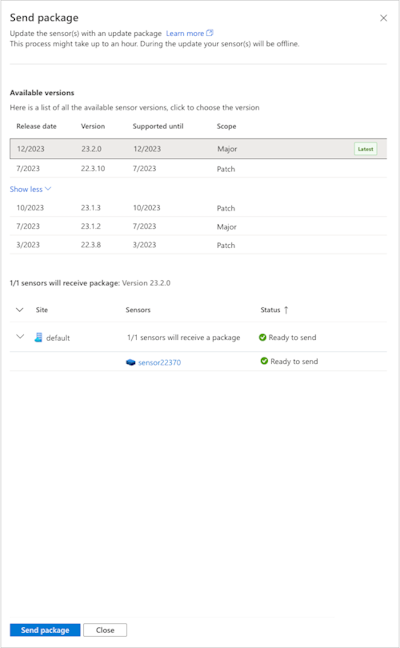 Send package
Update the sensor(s) with an update package Learn more
This process might take up to an hour. During the update your sensor(s) will be offline.
Available versions
Here is a list of all the available sensor versions, click to choose the version
Release date Version Supported until Scope
12/2023 23.2.0 12/2023 Major Latest
7/2023 22.3.10 7/2023 Patch
Show less
10/2023 23.1.3 10/2023 Patch
7/2023 23.1.2 7/2023 Major
3/2023 22.3.8 3/2023 Patch
1/1 sensors will receive package: Version 23.2.0
Site Sensors Status ↑
default 1/1 sensors will receive a package Ready to send
sensor22370 Ready to send
Send package Close